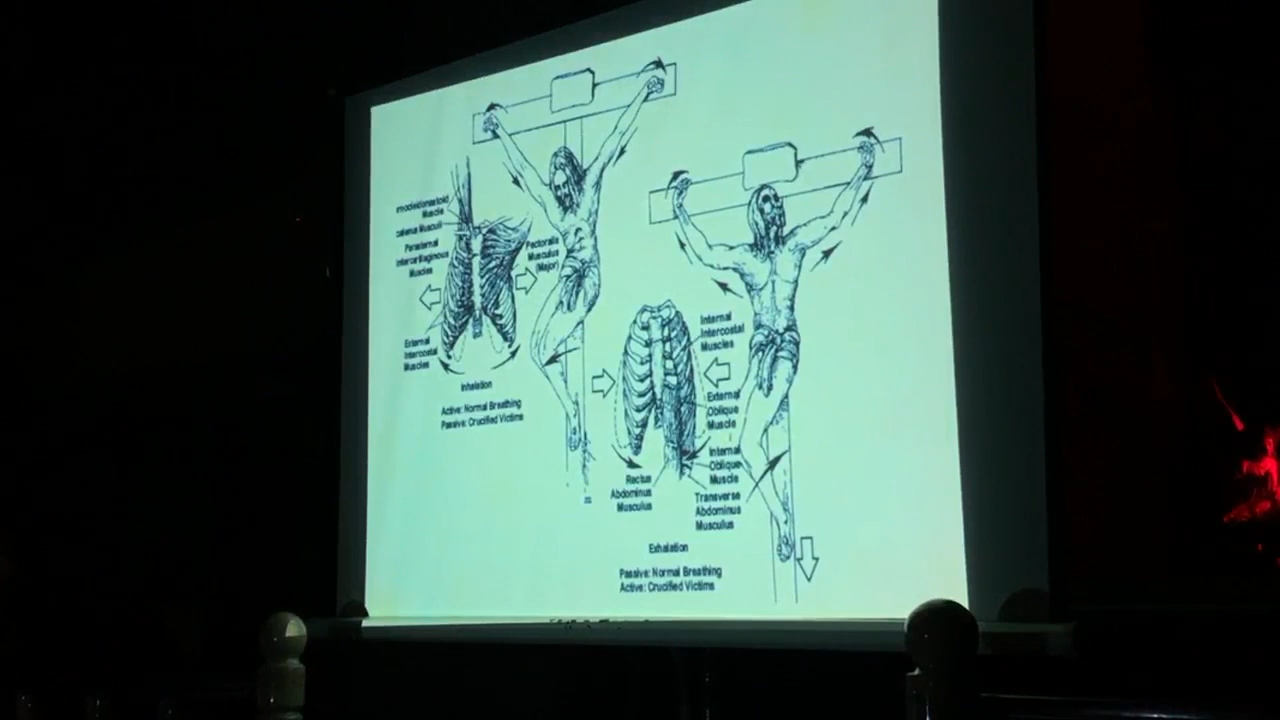 Muscle
Parasternal
Intercartilaginous
Muscles
External
Intercostal
Muscles
Pectoralis
Musculus
(Major)
Inhalation
Active: Normal Breathing
Passive: Crucified Victims
Internal
Intercostal
Muscles
External
Oblique
Muscle
Internal
Oblique
Muscle
Rectus
Abdominus
Musculus
Transverse
Abdominus
Musculus
Exhalation
Passive: Normal Breathing
Active: Crucified Victims